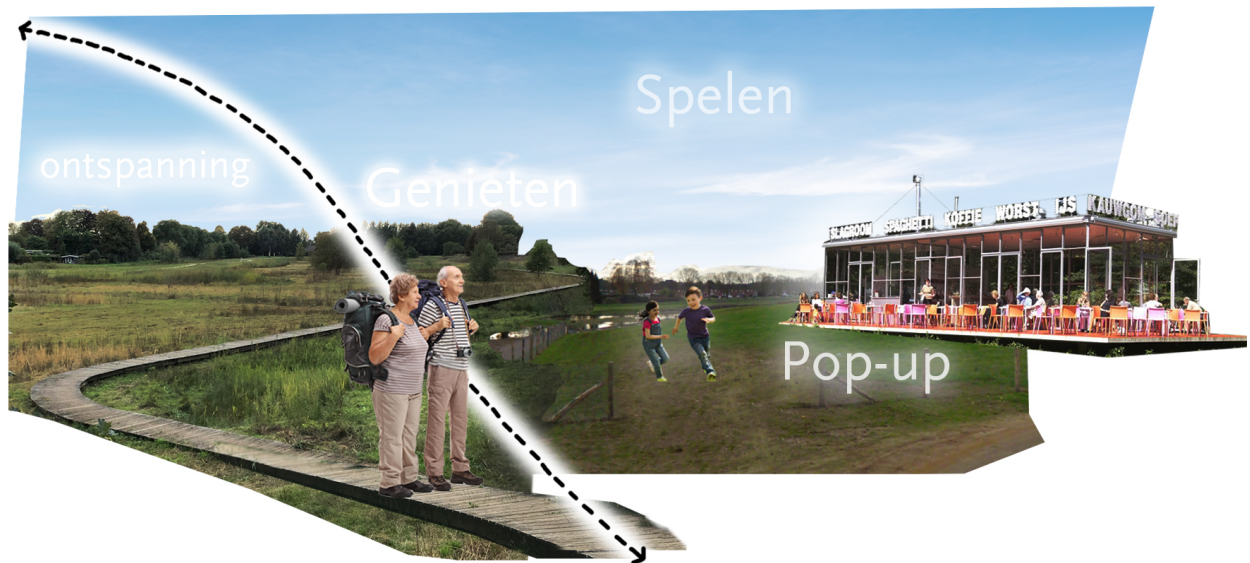 Spelen
ontspanning
Genieten
SLAGROOM SPAGHETTI KOFFIE WORST IJS KAUWGOM SOEP
Pop-up